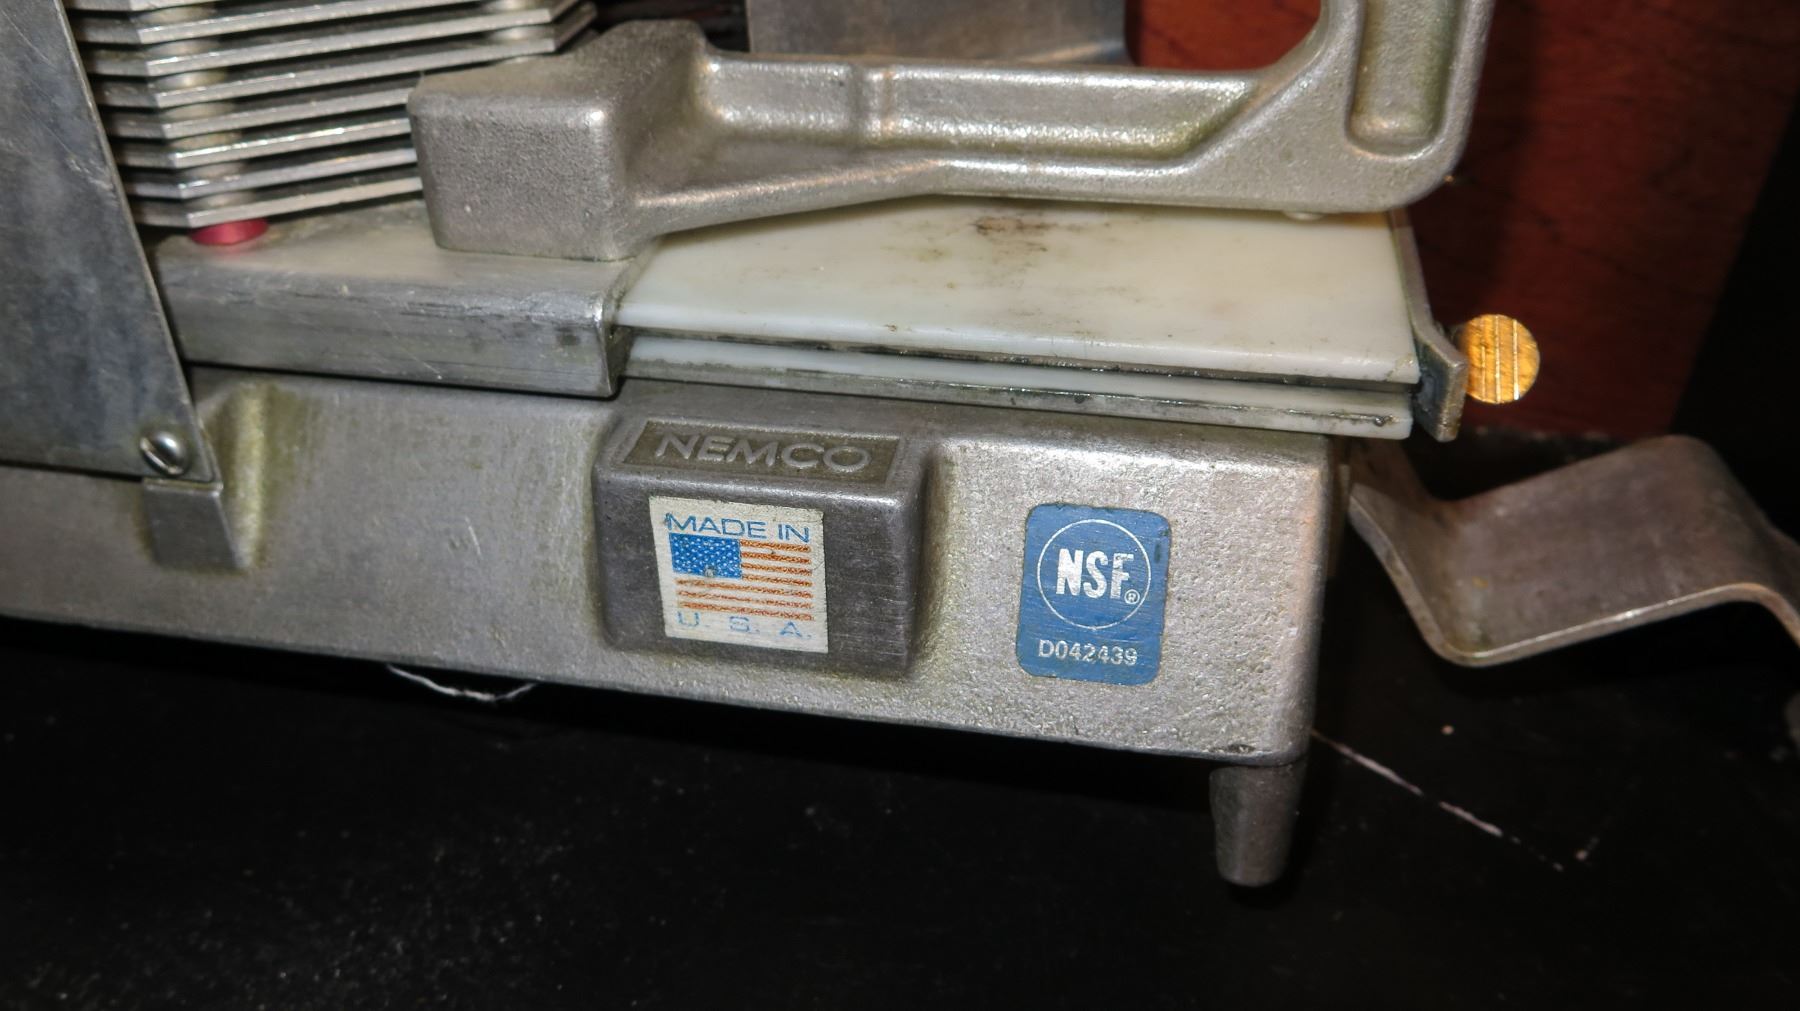 NEMCO
MADE IN
U. S. A.
NSF®
D042439